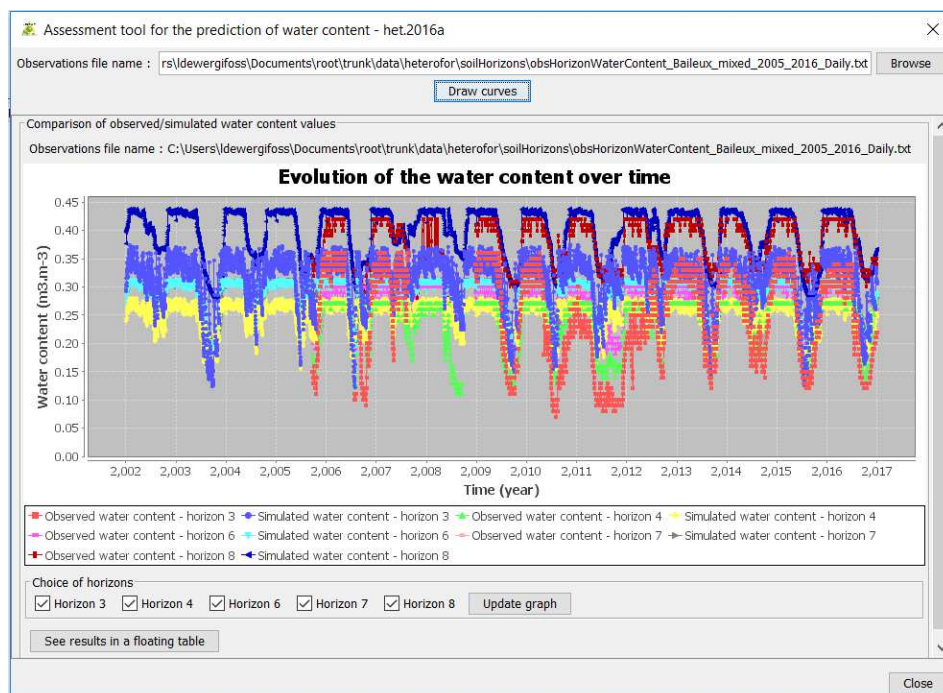 Assessment tool for the prediction of water content - het.2016a
Observations file name : rs\ldewergifoss\Documents\root\trunk\data\heterofor\soilHorizons\obsHorizonWaterContent_Baileux_mixed_2005_2016_Daily.txt Browse
Draw curves
Comparison of observed/simulated water content values
Observations file name : C:\Users\ldewergifoss\Documents\root\trunk\data\heterofor\soilHorizons\obsHorizonWaterContent_Baileux_mixed_2005_2016_Daily.txt
Evolution of the water content over time
Water content (m3.m-3)
0.45
0.40
0.35
0.30
0.25
0.20
0.15
0.10
0.05
0.00
2,002 2,003 2,004 2,005 2,006 2,007 2,008 2,009 2,010 2,011 2,012 2,013 2,014 2,015 2,016 2,017
Time (year)
Observed water content - horizon 3 Simulated water content - horizon 3 Observed water content - horizon 4 Simulated water content - horizon 4
Observed water content - horizon 6 Simulated water content - horizon 6 Observed water content - horizon 7 Simulated water content - horizon 7
Observed water content - horizon 8 Simulated water content - horizon 8
Choice of horizons
Horizon 3 Horizon 4 Horizon 6 Horizon 7 Horizon 8 Update graph
See results in a floating table
Close